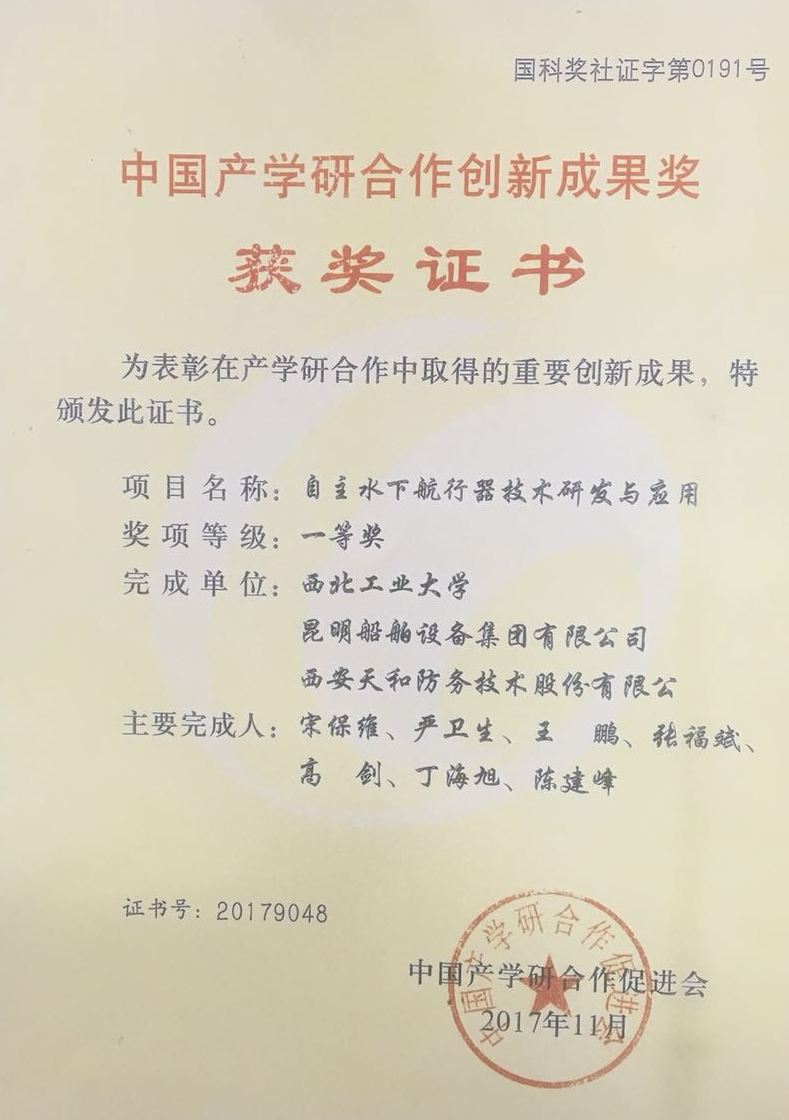 国科奖社证字第0191号
中国产学研合作创新成果奖
获奖证书
为表彰在产学研合作中取得的重要创新成果，特
颁发此证书。
项目名称：自主水下航行器技术研发与应用
奖项等级：一等奖
完成单位：西北工业大学
昆明船舶设备集团有限公司
西安天和防务技术股份有限公
主要完成人：宋保维、严卫生、王　鹏、张福斌、
高　剑、丁海旭、陈建峰
证书号：20179048
中国产学研合作促进会
中国产学研合作促进会
2017年11月